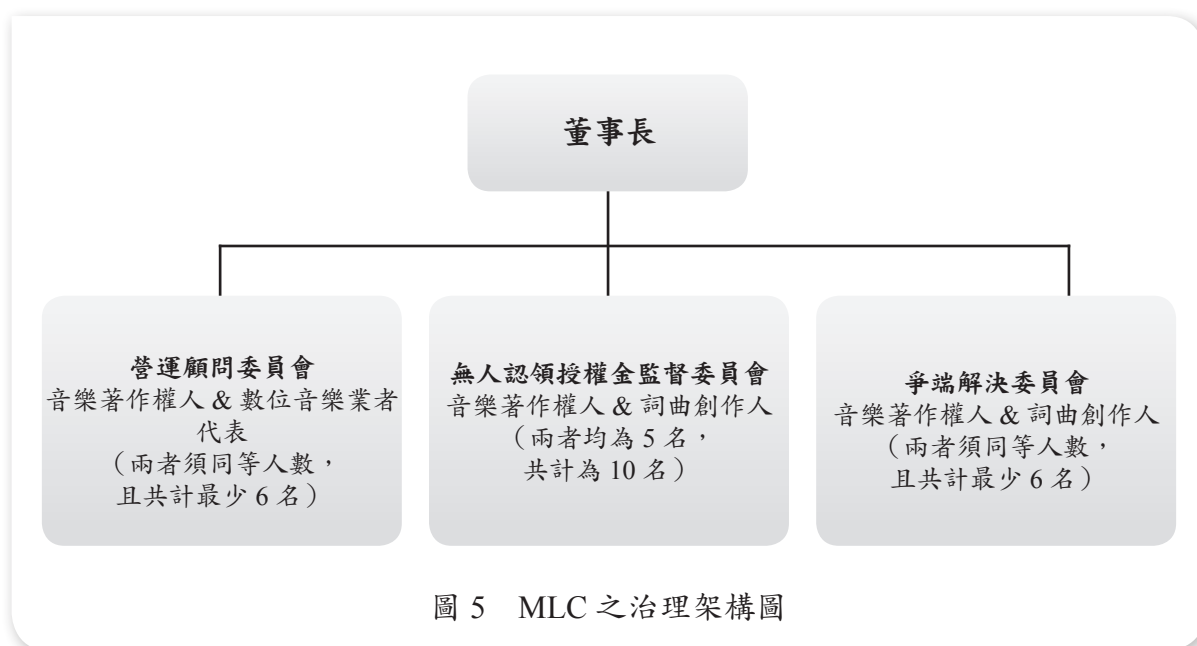 董事長
營運顧問委員會
音樂著作權人 & 數位音樂業者
代表
（兩者須同等人數，
且共計最少 6 名）
無人認領授權金監督委員會
音樂著作權人 & 詞曲創作人
（兩者均為 5 名，
共計為 10 名）
爭端解決委員會
音樂著作權人 & 詞曲創作人
（兩者須同等人數，
且共計最少 6 名）
圖 5　MLC 之治理架構圖